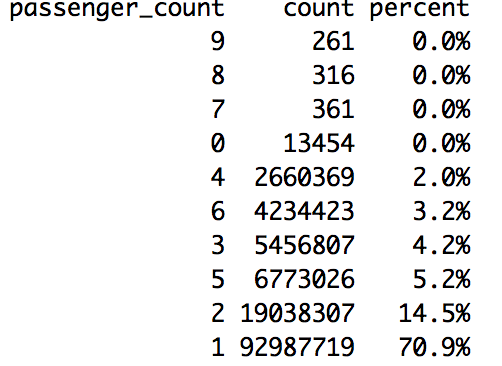 passenger_count count percent
9 261 0.0%
8 316 0.0%
7 361 0.0%
0 13454 0.0%
4 2660369 2.0%
6 4234423 3.2%
3 5456807 4.2%
5 6773026 5.2%
2 19038307 14.5%
1 92987719 70.9%